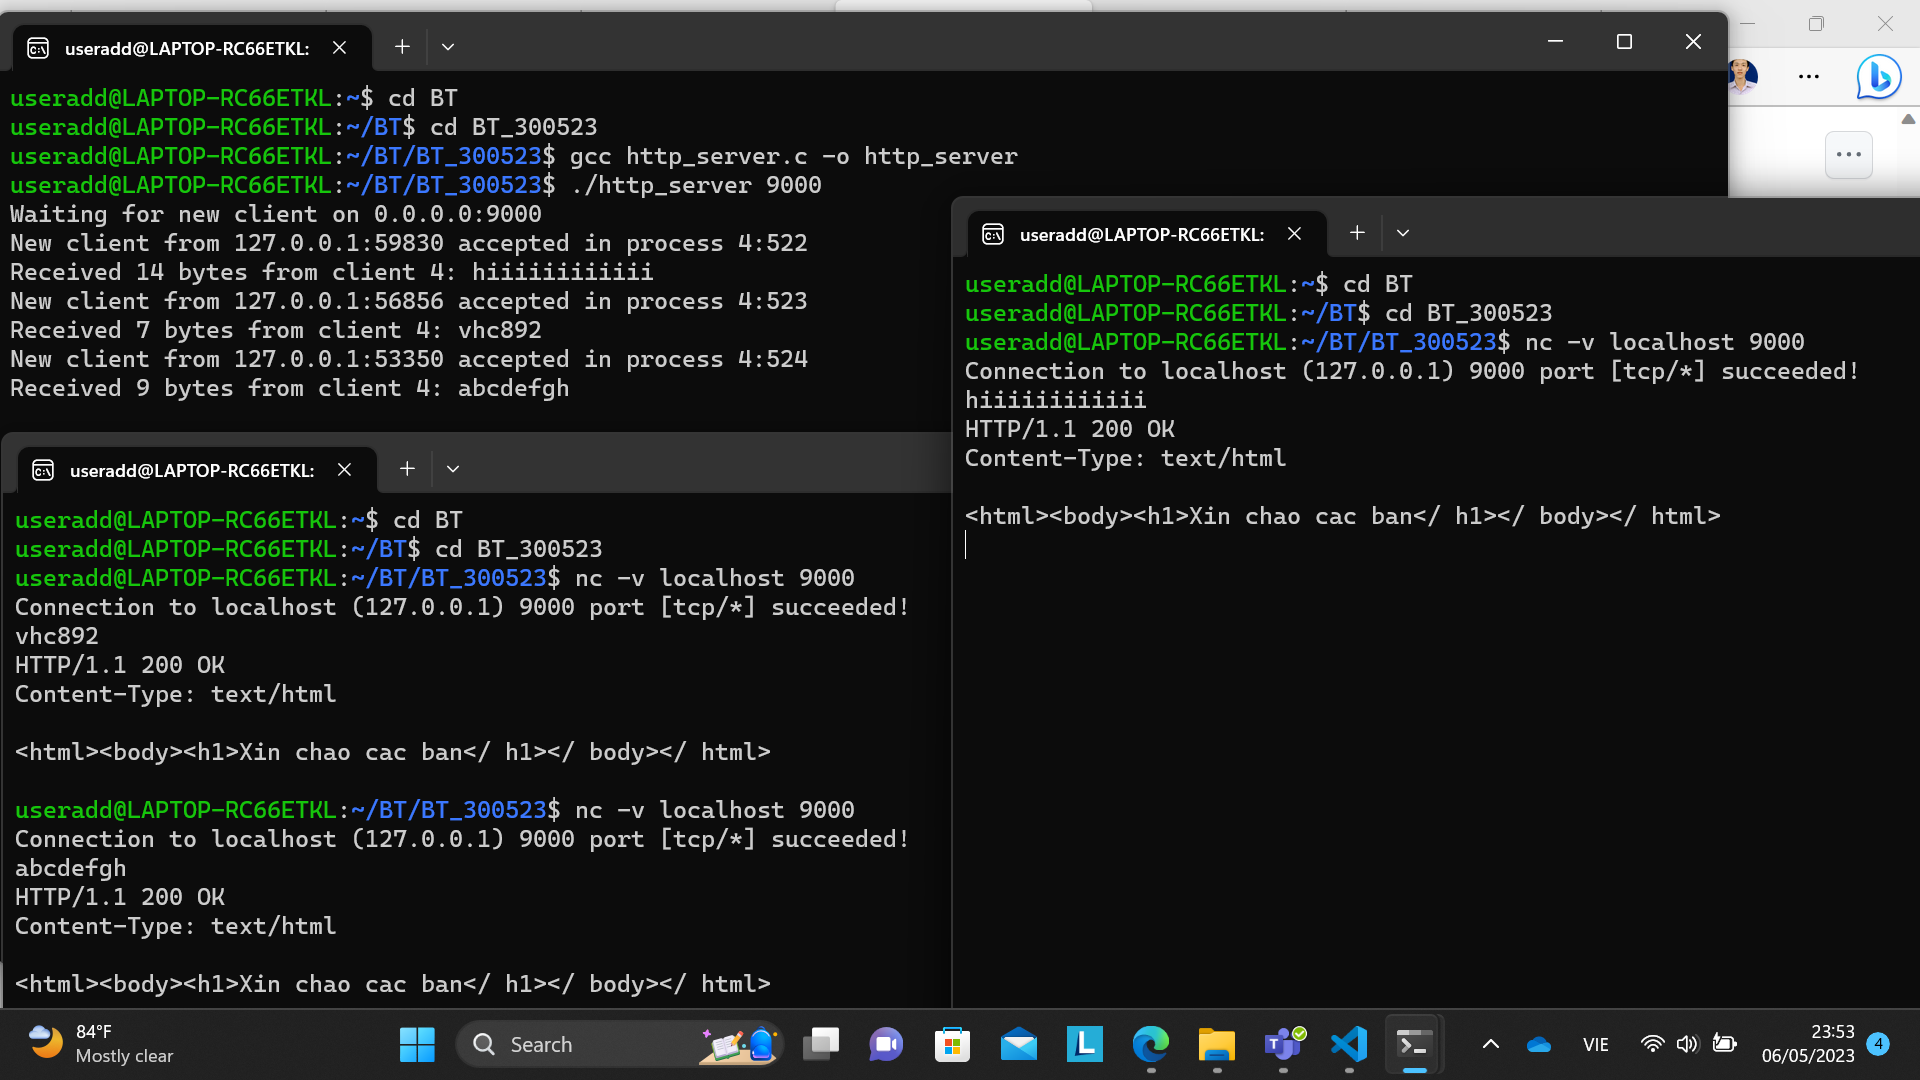 useradd@LAPTOP-RC66ETKL:
useradd@LAPTOP-RC66ETKL:~$ cd BT
useradd@LAPTOP-RC66ETKL:~/BT$ cd BT_300523
useradd@LAPTOP-RC66ETKL:~/BT/BT_300523$ gcc http_server.c -o http_server
useradd@LAPTOP-RC66ETKL:~/BT/BT_300523$ ./http_server 9000
Waiting for new client on 0.0.0.0:9000
New client from 127.0.0.1:59830 accepted in process 4:522
Received 14 bytes from client 4: hiiiiiiiiiiii
New client from 127.0.0.1:56856 accepted in process 4:523
Received 7 bytes from client 4: vhc892
New client from 127.0.0.1:53350 accepted in process 4:524
Received 9 bytes from client 4: abcdefgh
useradd@LAPTOP-RC66ETKL:
useradd@LAPTOP-RC66ETKL:~$ cd BT
useradd@LAPTOP-RC66ETKL:~/BT$ cd BT_300523
useradd@LAPTOP-RC66ETKL:~/BT/BT_300523$ nc -v localhost 9000
Connection to localhost (127.0.0.1) 9000 port [tcp/*] succeeded!
hiiiiiiiiiiii
HTTP/1.1 200 OK
Content-Type: text/html
<html><body><h1>Xin chao cac ban</ h1></ body></ html>
useradd@LAPTOP-RC66ETKL:
useradd@LAPTOP-RC66ETKL:~$ cd BT
useradd@LAPTOP-RC66ETKL:~/BT$ cd BT_300523
useradd@LAPTOP-RC66ETKL:~/BT/BT_300523$ nc -v localhost 9000
Connection to localhost (127.0.0.1) 9000 port [tcp/*] succeeded!
vhc892
HTTP/1.1 200 OK
Content-Type: text/html
<html><body><h1>Xin chao cac ban</ h1></ body></ html>
useradd@LAPTOP-RC66ETKL:~/BT/BT_300523$ nc -v localhost 9000
Connection to localhost (127.0.0.1) 9000 port [tcp/*] succeeded!
abcdefgh
HTTP/1.1 200 OK
Content-Type: text/html
<html><body><h1>Xin chao cac ban</ h1></ body></ html>
84°F
Mostly clear
Search
VIE
23:53
06/05/2023
4